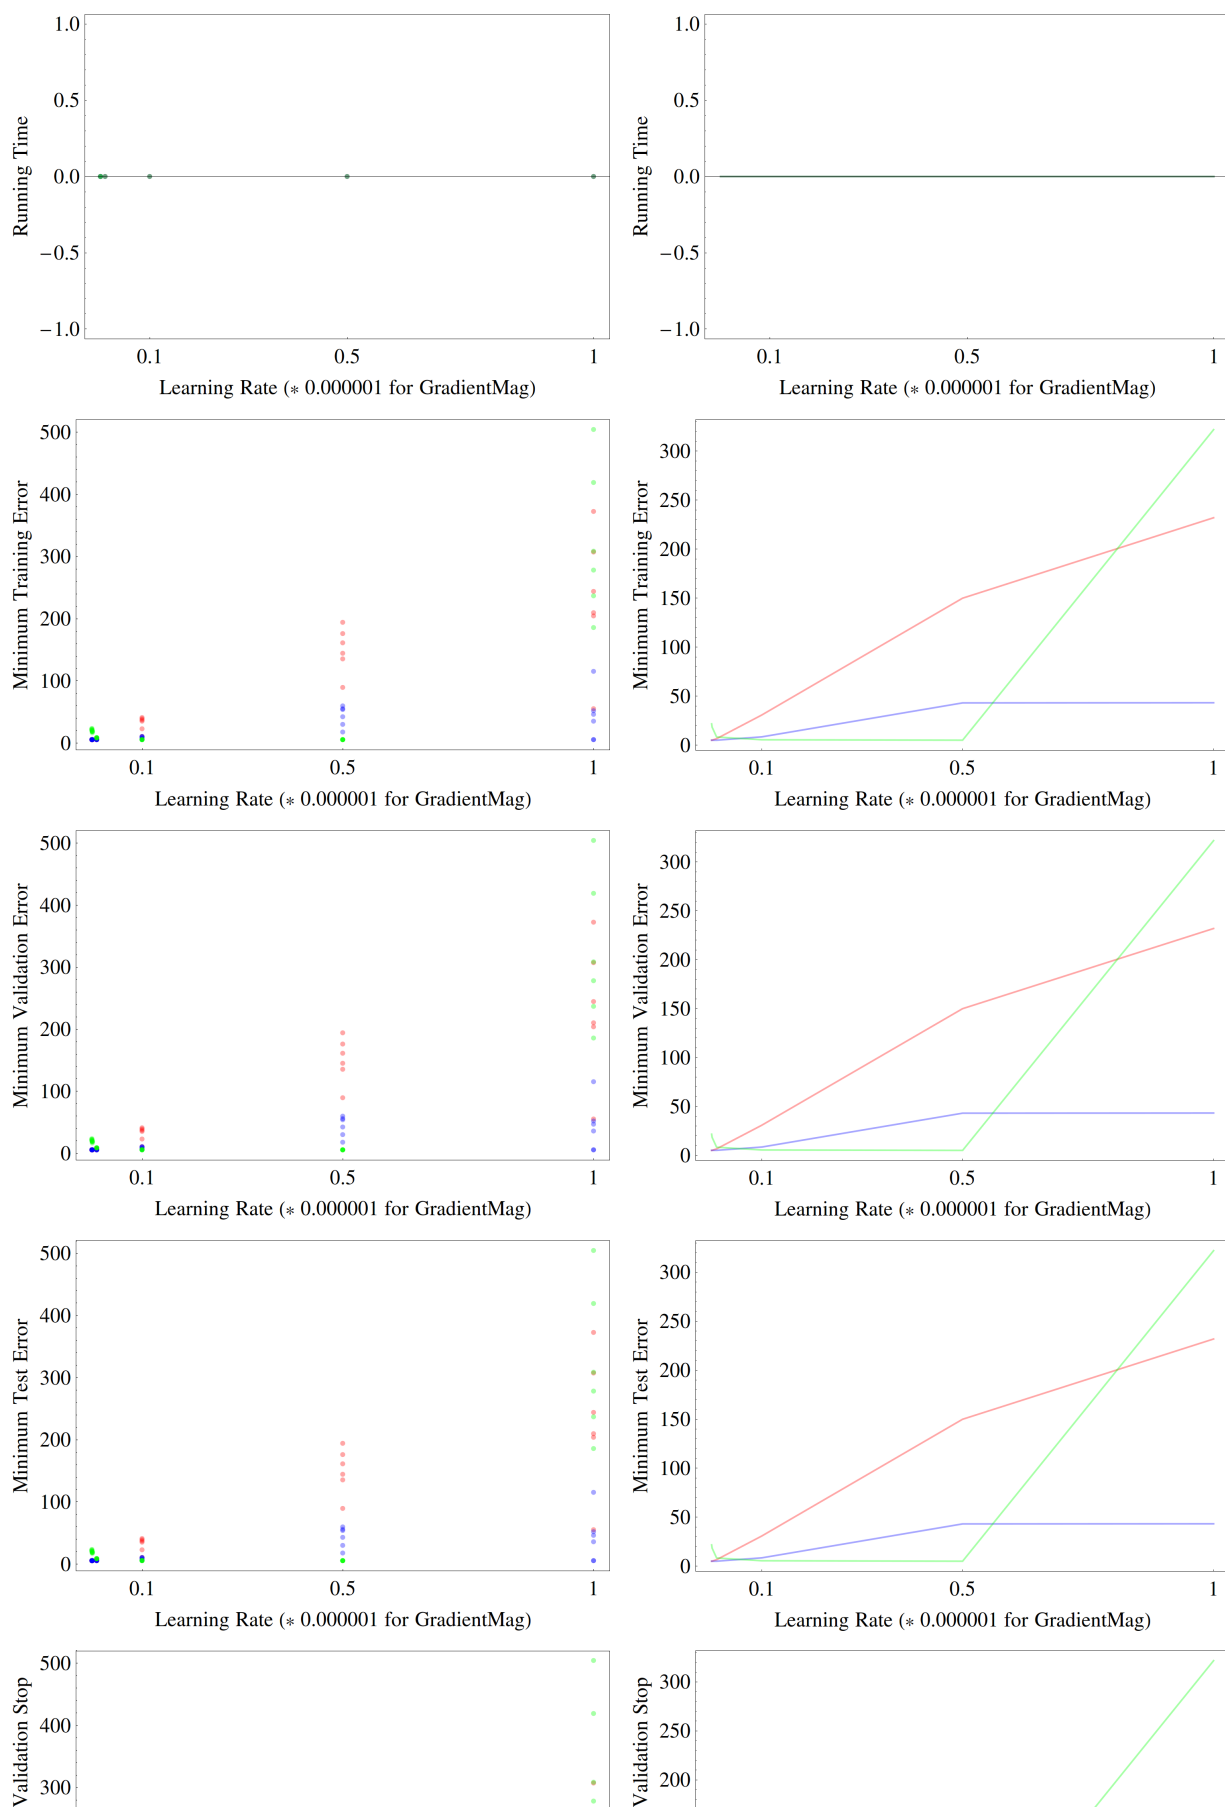 1.0
0.5
0.0
−0.5
−1.0
Running Time
0.1 0.5 1
Learning Rate (* 0.000001 for GradientMag)
1.0
0.5
0.0
−0.5
−1.0
Running Time
0.1 0.5 1
Learning Rate (* 0.000001 for GradientMag)
500
400
300
200
100
0
Minimum Training Error
0.1 0.5 1
Learning Rate (* 0.000001 for GradientMag)
300
250
200
150
100
50
0
Minimum Training Error
0.1 0.5 1
Learning Rate (* 0.000001 for GradientMag)
500
400
300
200
100
0
Minimum Validation Error
0.1 0.5 1
Learning Rate (* 0.000001 for GradientMag)
300
250
200
150
100
50
0
Minimum Validation Error
0.1 0.5 1
Learning Rate (* 0.000001 for GradientMag)
500
400
300
200
100
0
Minimum Test Error
0.1 0.5 1
Learning Rate (* 0.000001 for GradientMag)
300
250
200
150
100
50
0
Minimum Test Error
0.1 0.5 1
Learning Rate (* 0.000001 for GradientMag)
500
400
300
Validation Stop
300
250
200
Validation Stop